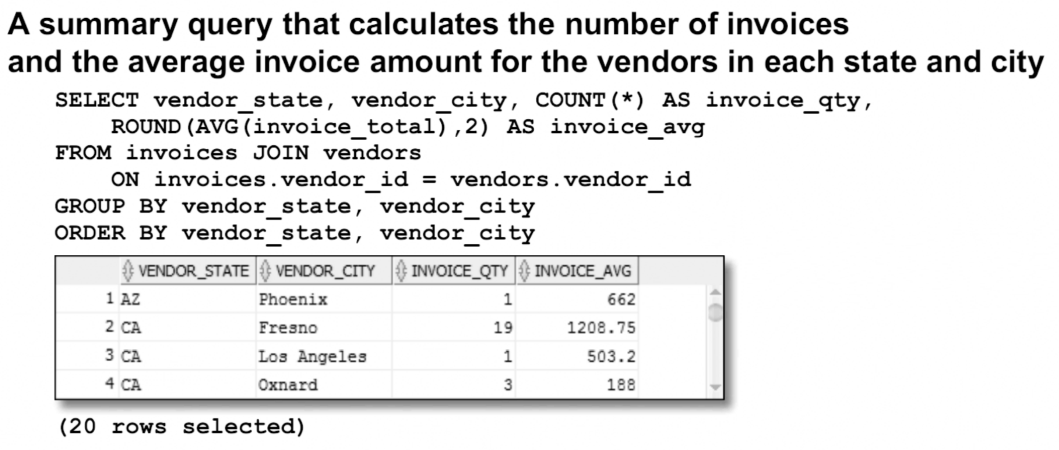 A summary query that calculates the number of invoices
and the average invoice amount for the vendors in each state and city
SELECT vendor_state, vendor_city, COUNT(*) AS invoice_qty,
ROUND(AVG(invoice_total),2) AS invoice_avg
FROM invoices JOIN vendors
ON invoices.vendor_id = vendors.vendor_id
GROUP BY vendor_state, vendor_city
ORDER BY vendor_state, vendor_city
VENDOR_STATE VENDOR_CITY INVOICE_QTY INVOICE_AVG
1 AZ Phoenix 1 662
2 CA Fresno 19 1208.75
3 CA Los Angeles 1 503.2
4 CA Oxnard 3 188
(20 rows selected)